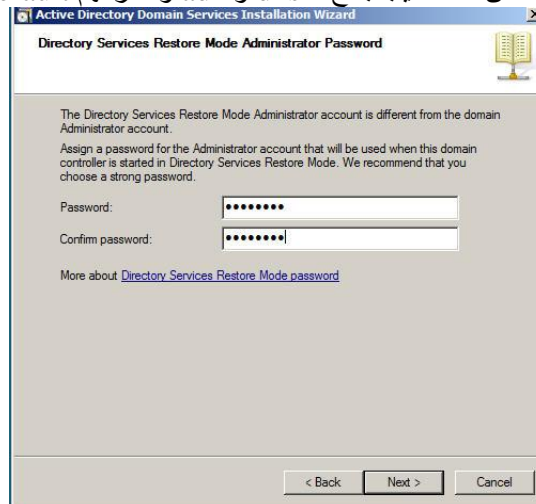 Active Directory Domain Services Installation Wizard
Directory Services Restore Mode Administrator Password
The Directory Services Restore Mode Administrator account is different from the domain
Administrator account.
Assign a password for the Administrator account that will be used when this domain
controller is started in Directory Services Restore Mode. We recommend that you
choose a strong password.
Password: ••••••••
Confirm password: ••••••••
More about Directory Services Restore Mode password
< Back Next > Cancel